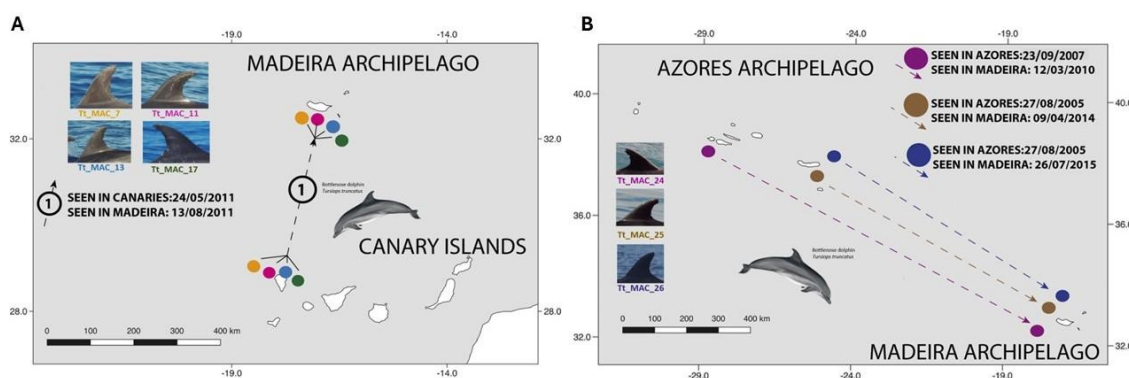 A
-19.0
-14.0
MADEIRA ARCHIPELAGO
Tt_MAC_7
Tt_MAC_11
Tt_MAC_13
Tt_MAC_17
32.0
32.0
1
SEEN IN CANARIES:24/05/2011
SEEN IN MADEIRA: 13/08/2011
1
Bottlenose dolphin
Tursiops truncatus
CANARY ISLANDS
28.0
28.0
0 100 200 300 400 km
-19.0
-14.0
B
-29.0
-24.0
-19.0
AZORES ARCHIPELAGO
SEEN IN AZORES:23/09/2007
SEEN IN MADEIRA: 12/03/2010
SEEN IN AZORES:27/08/2005
SEEN IN MADEIRA: 09/04/2014
SEEN IN AZORES:27/08/2005
SEEN IN MADEIRA: 26/07/2015
40.0
40.0
Tt_MAC_24
Tt_MAC_25
Tt_MAC_26
36.0
36.0
Bottlenose dolphin
Tursiops truncatus
0 100 200 300 400 km
32.0
32.0
MADEIRA ARCHIPELAGO
-29.0
-24.0
-19.0